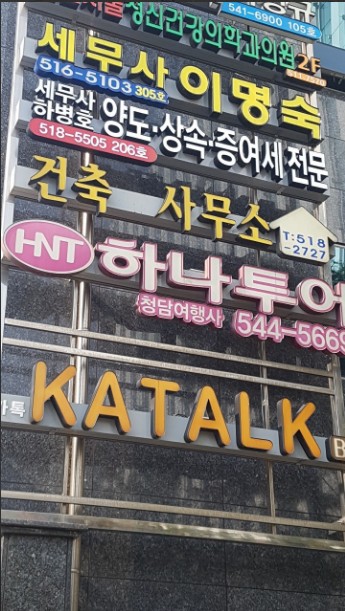 541-6900 105호
정신건강의학과의원 2F
세무사 이명숙
516-5103 305호
세무사
하병호
양도·상속·증여세 전문
518-5505 206호
건축 사무소
T:518
-2727
HNT 하나투어
청담여행사 544-5669
KATALK